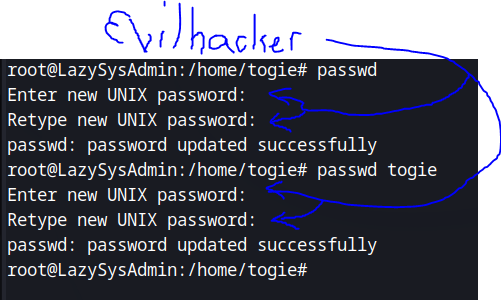 Evilhacker
root@LazySysAdmin:/home/togie# passwd
Enter new UNIX password:
Retype new UNIX password:
passwd: password updated successfully
root@LazySysAdmin:/home/togie# passwd togie
Enter new UNIX password:
Retype new UNIX password:
passwd: password updated successfully
root@LazySysAdmin:/home/togie#